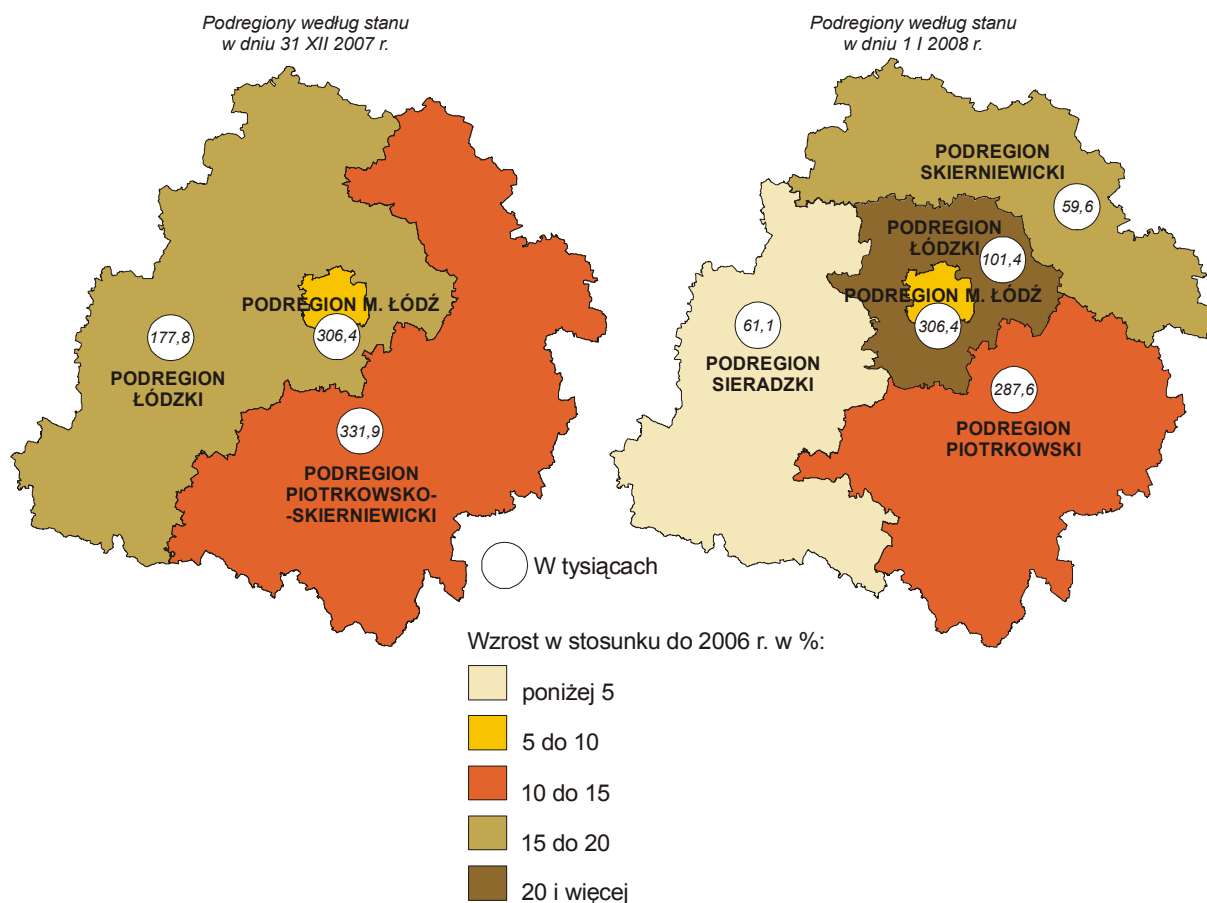 Podregiony według stanu
w dniu 31 XII 2007 r.
PODREGION M. ŁÓDŹ
306,4
177,8
PODREGION
ŁÓDZKI
331,9
PODREGION
PIOTRKOWSKO-
-SKIERNIEWICKI
Podregiony według stanu
w dniu 1 I 2008 r.
PODREGION
SKIERNIEWICKI
59,6
PODREGION
ŁÓDZKI
101,4
PODREGION M. ŁÓDŹ
306,4
61,1
PODREGION
SIERADZKI
287,6
PODREGION
PIOTRKOWSKI
W tysiącach
Wzrost w stosunku do 2006 r. w %:
poniżej 5
5 do 10
10 do 15
15 do 20
20 i więcej